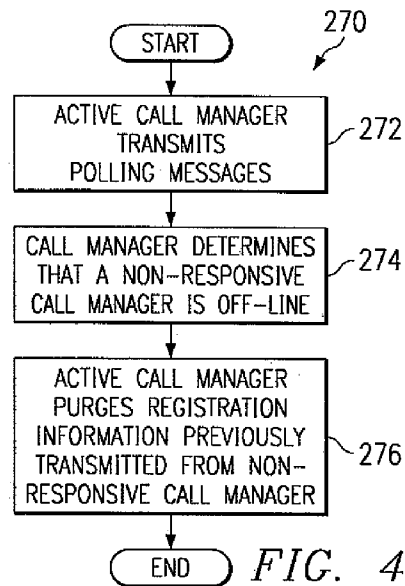 START
270
ACTIVE CALL MANAGER
TRANSMITS
POLLING MESSAGES
272
CALL MANAGER DETERMINES
THAT A NON-RESPONSIVE
CALL MANAGER IS OFF-LINE
274
ACTIVE CALL MANAGER
PURGES REGISTRATION
INFORMATION PREVIOUSLY
TRANSMITTED FROM NON-
RESPONSIVE CALL MANAGER
276
END
FIG. 4